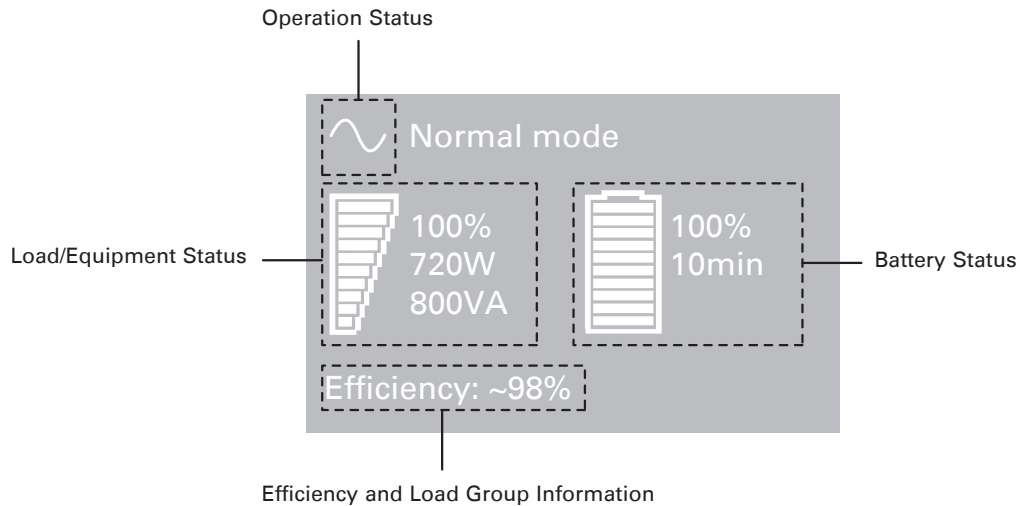 Operation Status
Normal mode
Load/Equipment Status
100%
720W
800VA
100%
10min
Battery Status
Efficiency: ~98%
Efficiency and Load Group Information